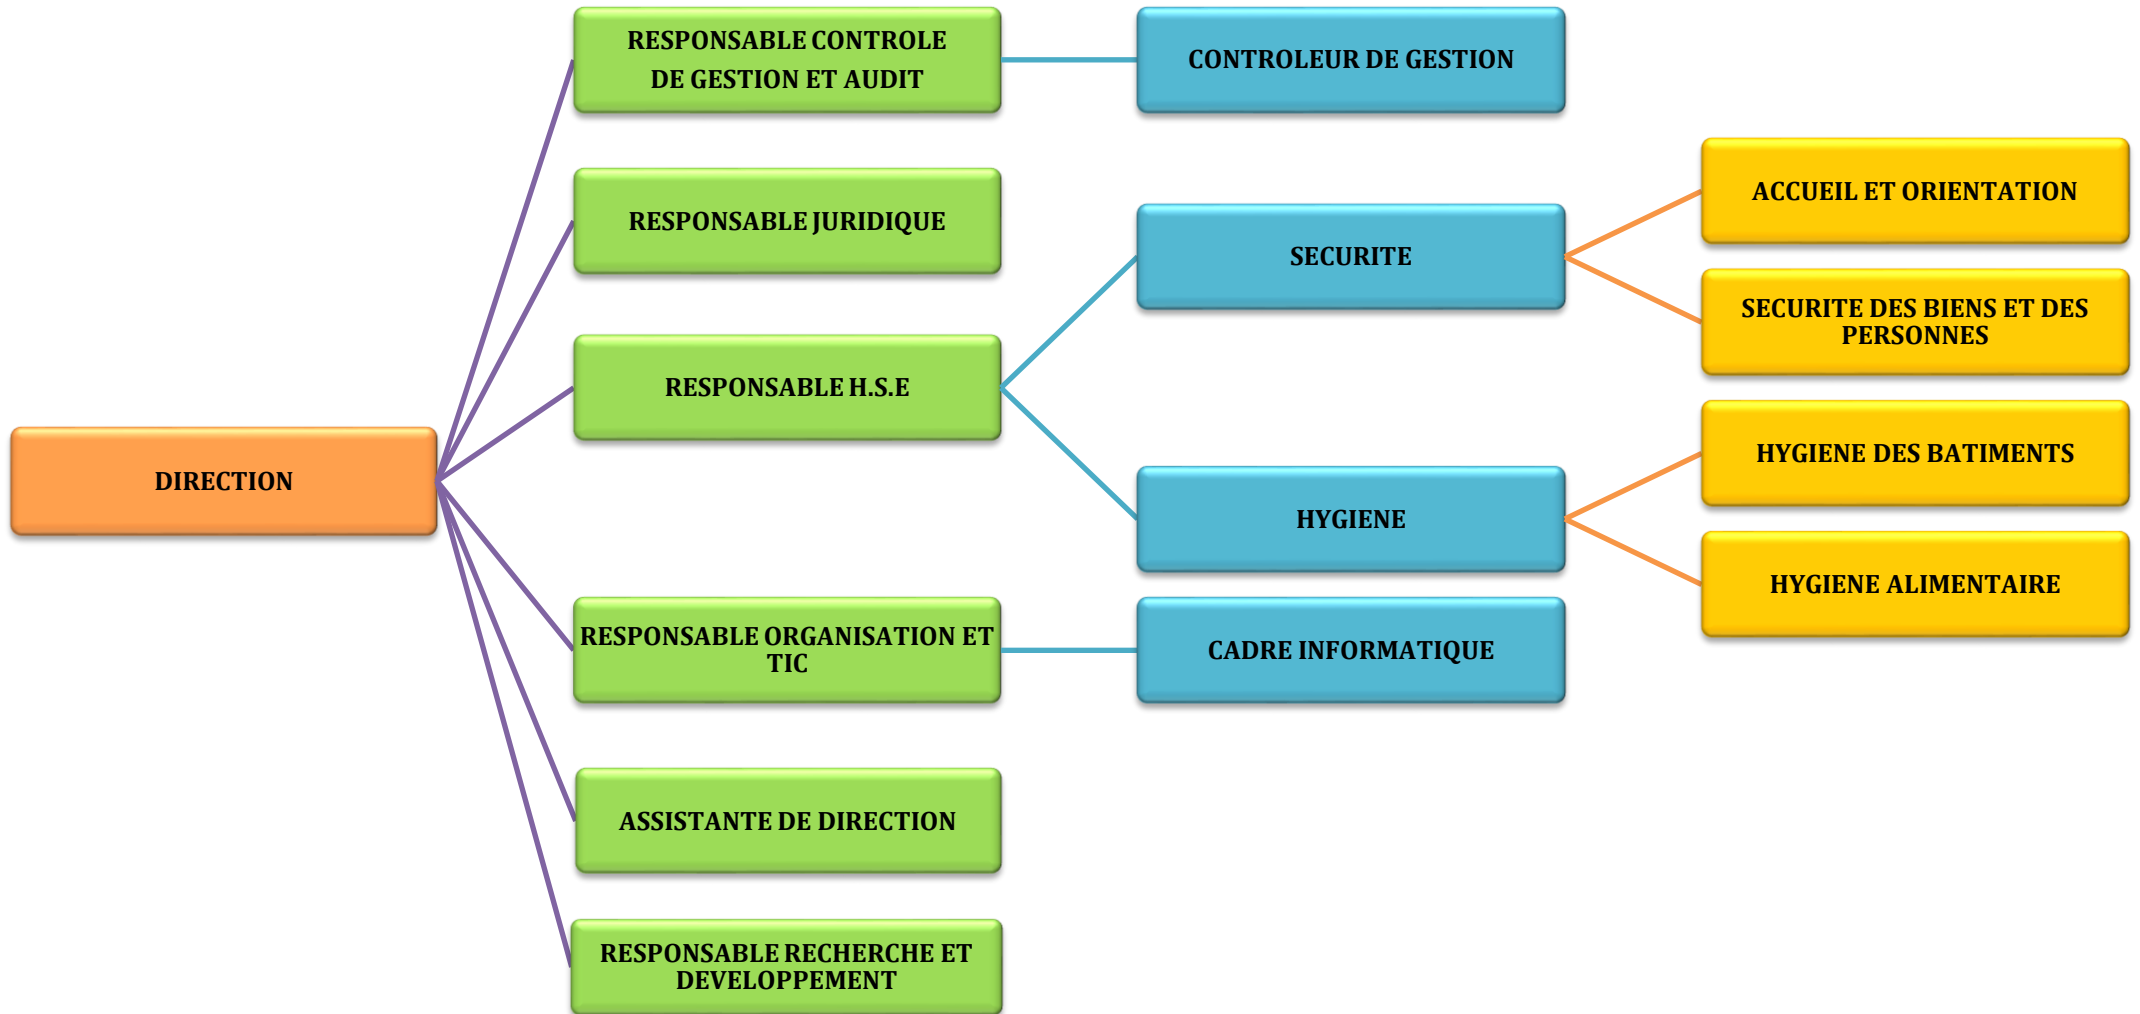 RESPONSABLE CONTROLE
DE GESTION ET AUDIT
CONTROLEUR DE GESTION
ACCUEIL ET ORIENTATION
RESPONSABLE JURIDIQUE
SECURITE
SECURITE DES BIENS ET DES
PERSONNES
RESPONSABLE H.S.E
HYGIENE DES BATIMENTS
DIRECTION
HYGIENE
HYGIENE ALIMENTAIRE
RESPONSABLE ORGANISATION ET
TIC
CADRE INFORMATIQUE
ASSISTANTE DE DIRECTION
RESPONSABLE RECHERCHE ET
DEVELOPPEMENT